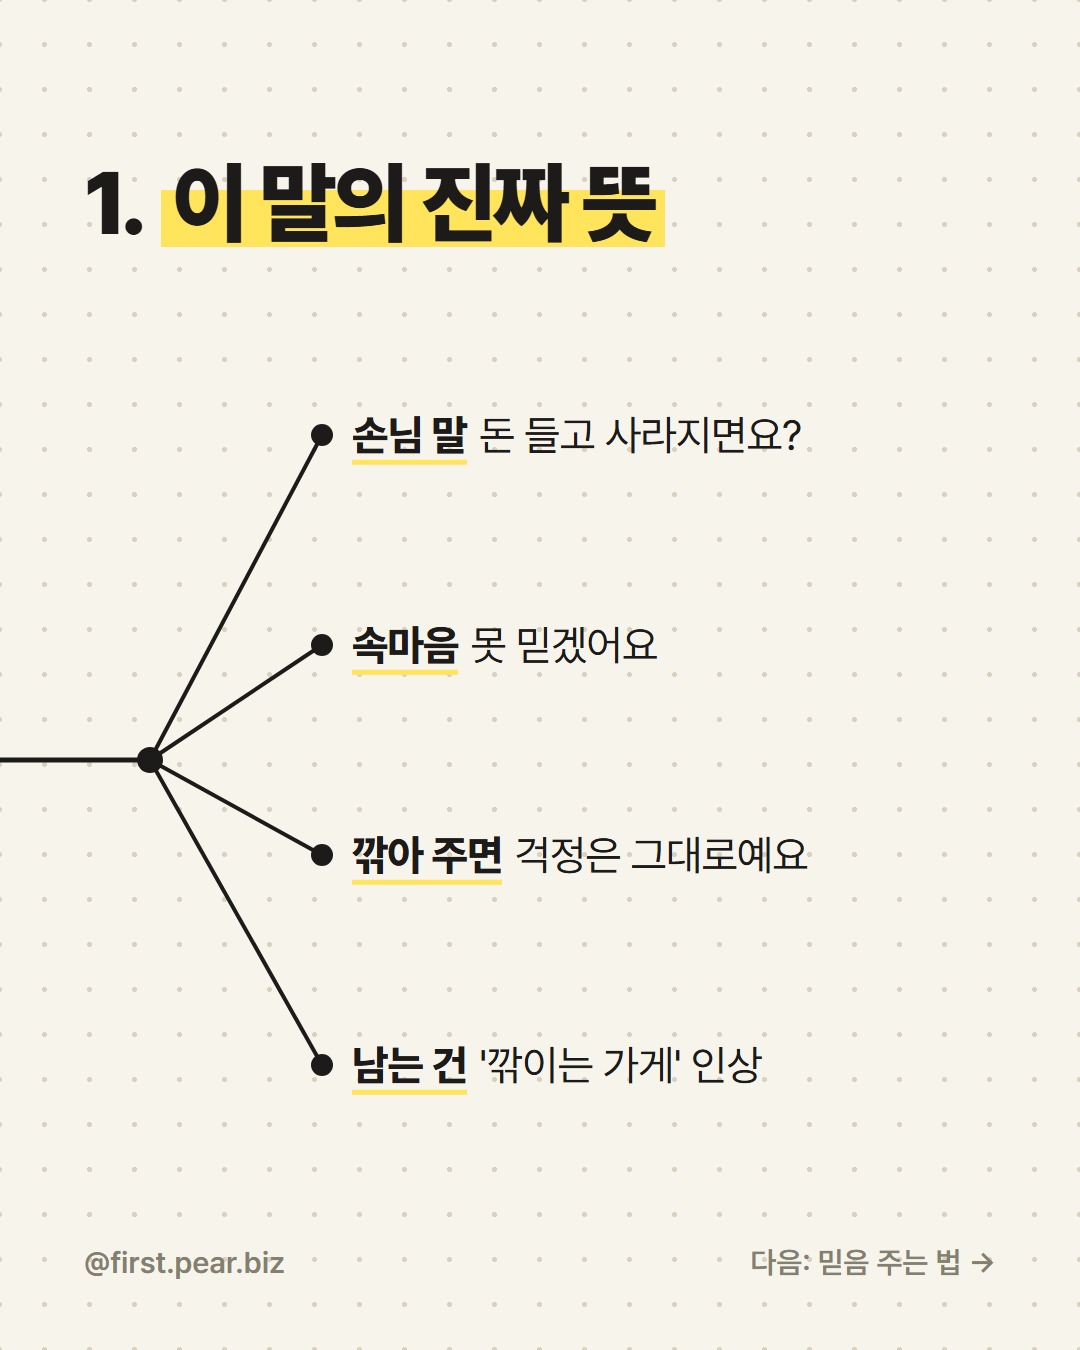 1. 이 말의 진짜 뜻
손님 말 돈 들고 사라지면요?
속마음 못 믿겠어요
깎아 주면 걱정은 그대로예요
남는 건 '깎이는 가게' 인상
@first.pear.biz
다음: 믿음 주는 법 →